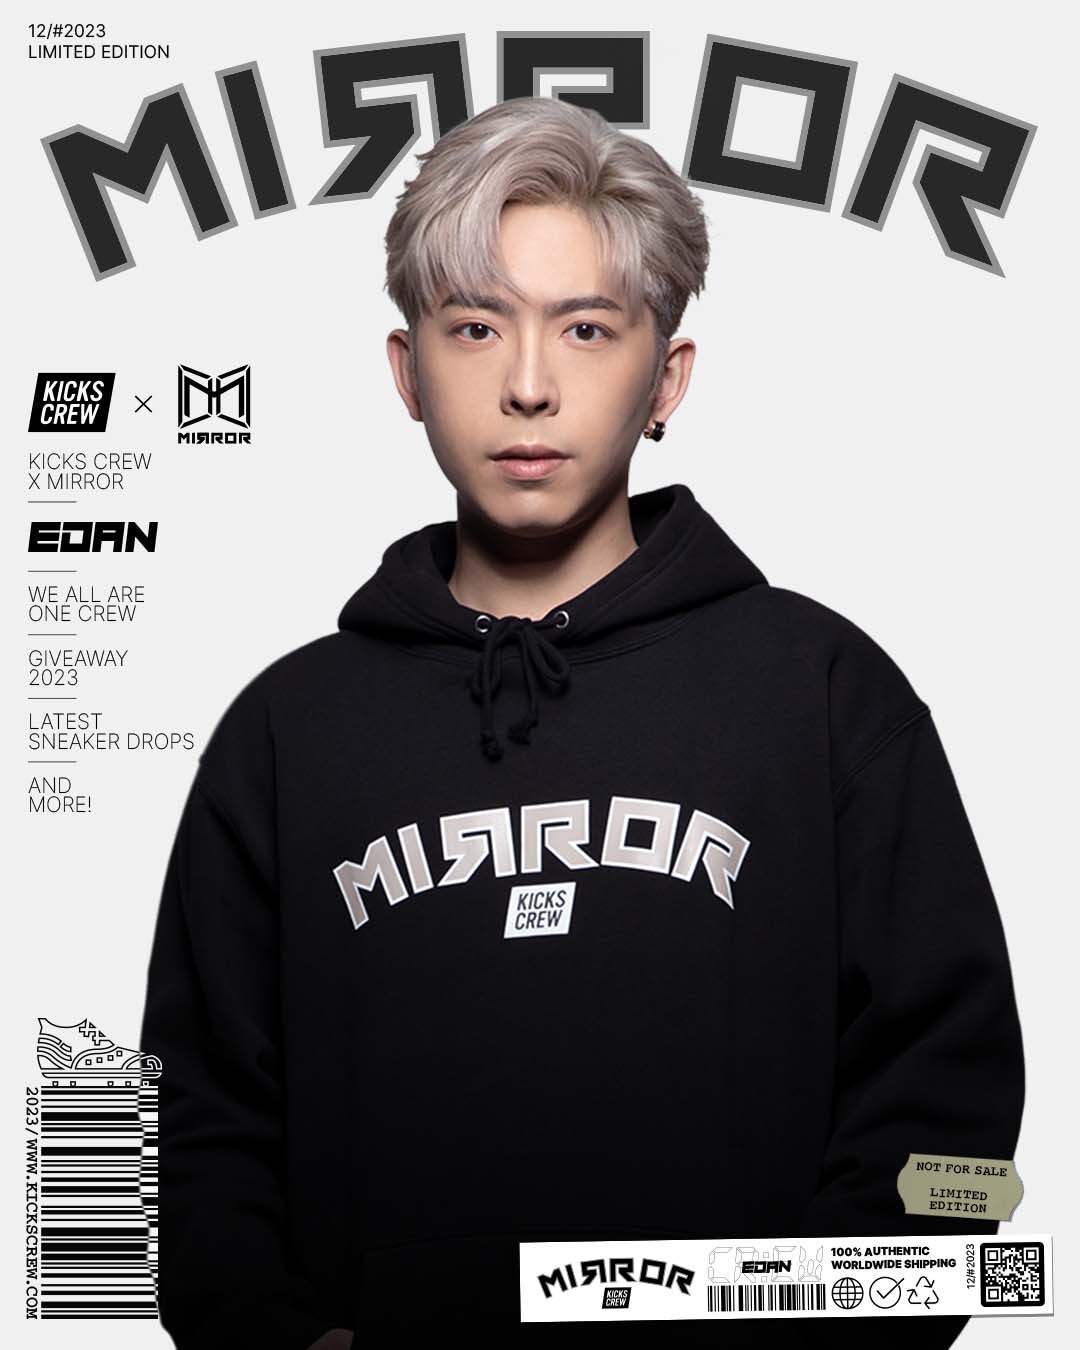 12/#2023
LIMITED EDITION
MIRROR
KICKS
CREW
×
MIRROR
KICKS CREW
X MIRROR
EDAN
WE ALL ARE
ONE CREW
GIVEAWAY
2023
LATEST
SNEAKER DROPS
AND
MORE!
MIRROR
KICKS
CREW
2023/WWW.KICKSCREW.COM
NOT FOR SALE
LIMITED
EDITION
MIRROR
KICKS
CREW
CR:EW
EDAN
100% AUTHENTIC
WORLDWIDE SHIPPING
12/#2023